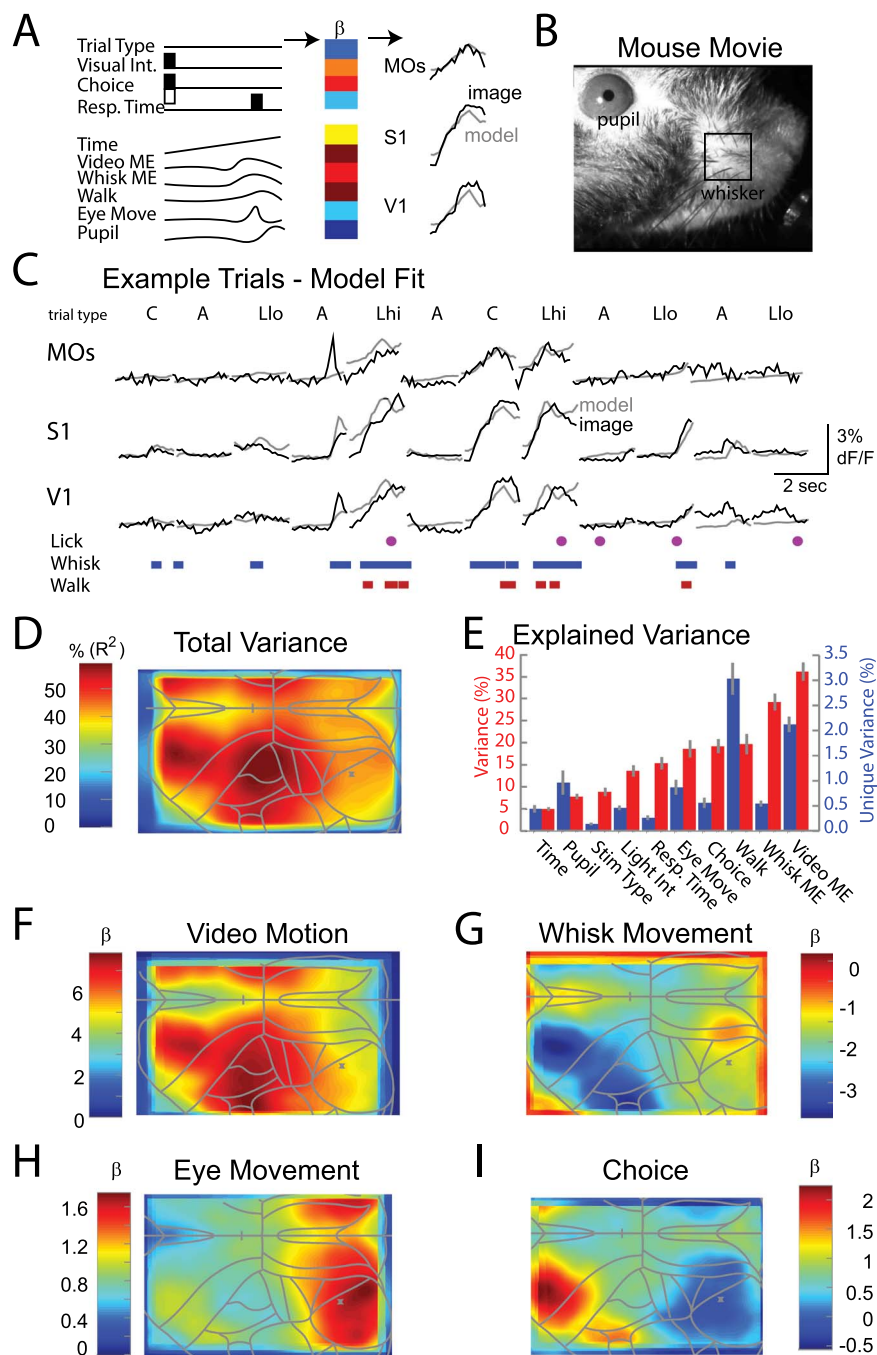 A
Trial Type
Visual Int.
Choice
Resp. Time
Time
Video ME
Whisk ME
Walk
Eye Move
Pupil
β
MOs
S1
V1
image
model
B
Mouse Movie
pupil
whisker
C
Example Trials - Model Fit
trial type C A Llo A Lhi A C Lhi A Llo A Llo
MOs
S1
V1
model
image
3%
dF/F
2 sec
Lick
Whisk
Walk
D
Total Variance
% (R²)
50
40
30
20
10
0
E
Explained Variance
Variance (%)
40
35
30
25
20
15
10
5
0
Unique Variance (%)
3.5
3.0
2.5
2.0
1.5
1.0
0.5
0.0
Time
Pupil
Stim Type
Light Int
Resp. Time
Eye Move
Choice
Walk
Whisk ME
Video ME
F
Video Motion
β
6
4
2
0
G
Whisk Movement
β
0
-1
-2
-3
H
Eye Movement
β
1.6
1.2
0.8
0.4
0
I
Choice
β
2
1.5
1
0.5
0
-0.5